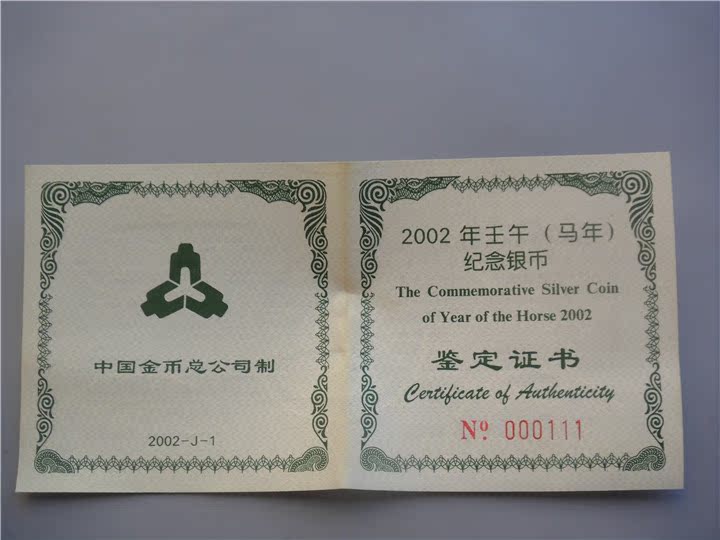 中国金币总公司制
2002-J-1
2002 年壬午（马年）
纪念银币
The Commemorative Silver Coin
of Year of the Horse 2002
鉴定证书
Certificate of Authenticity
Nº 000111